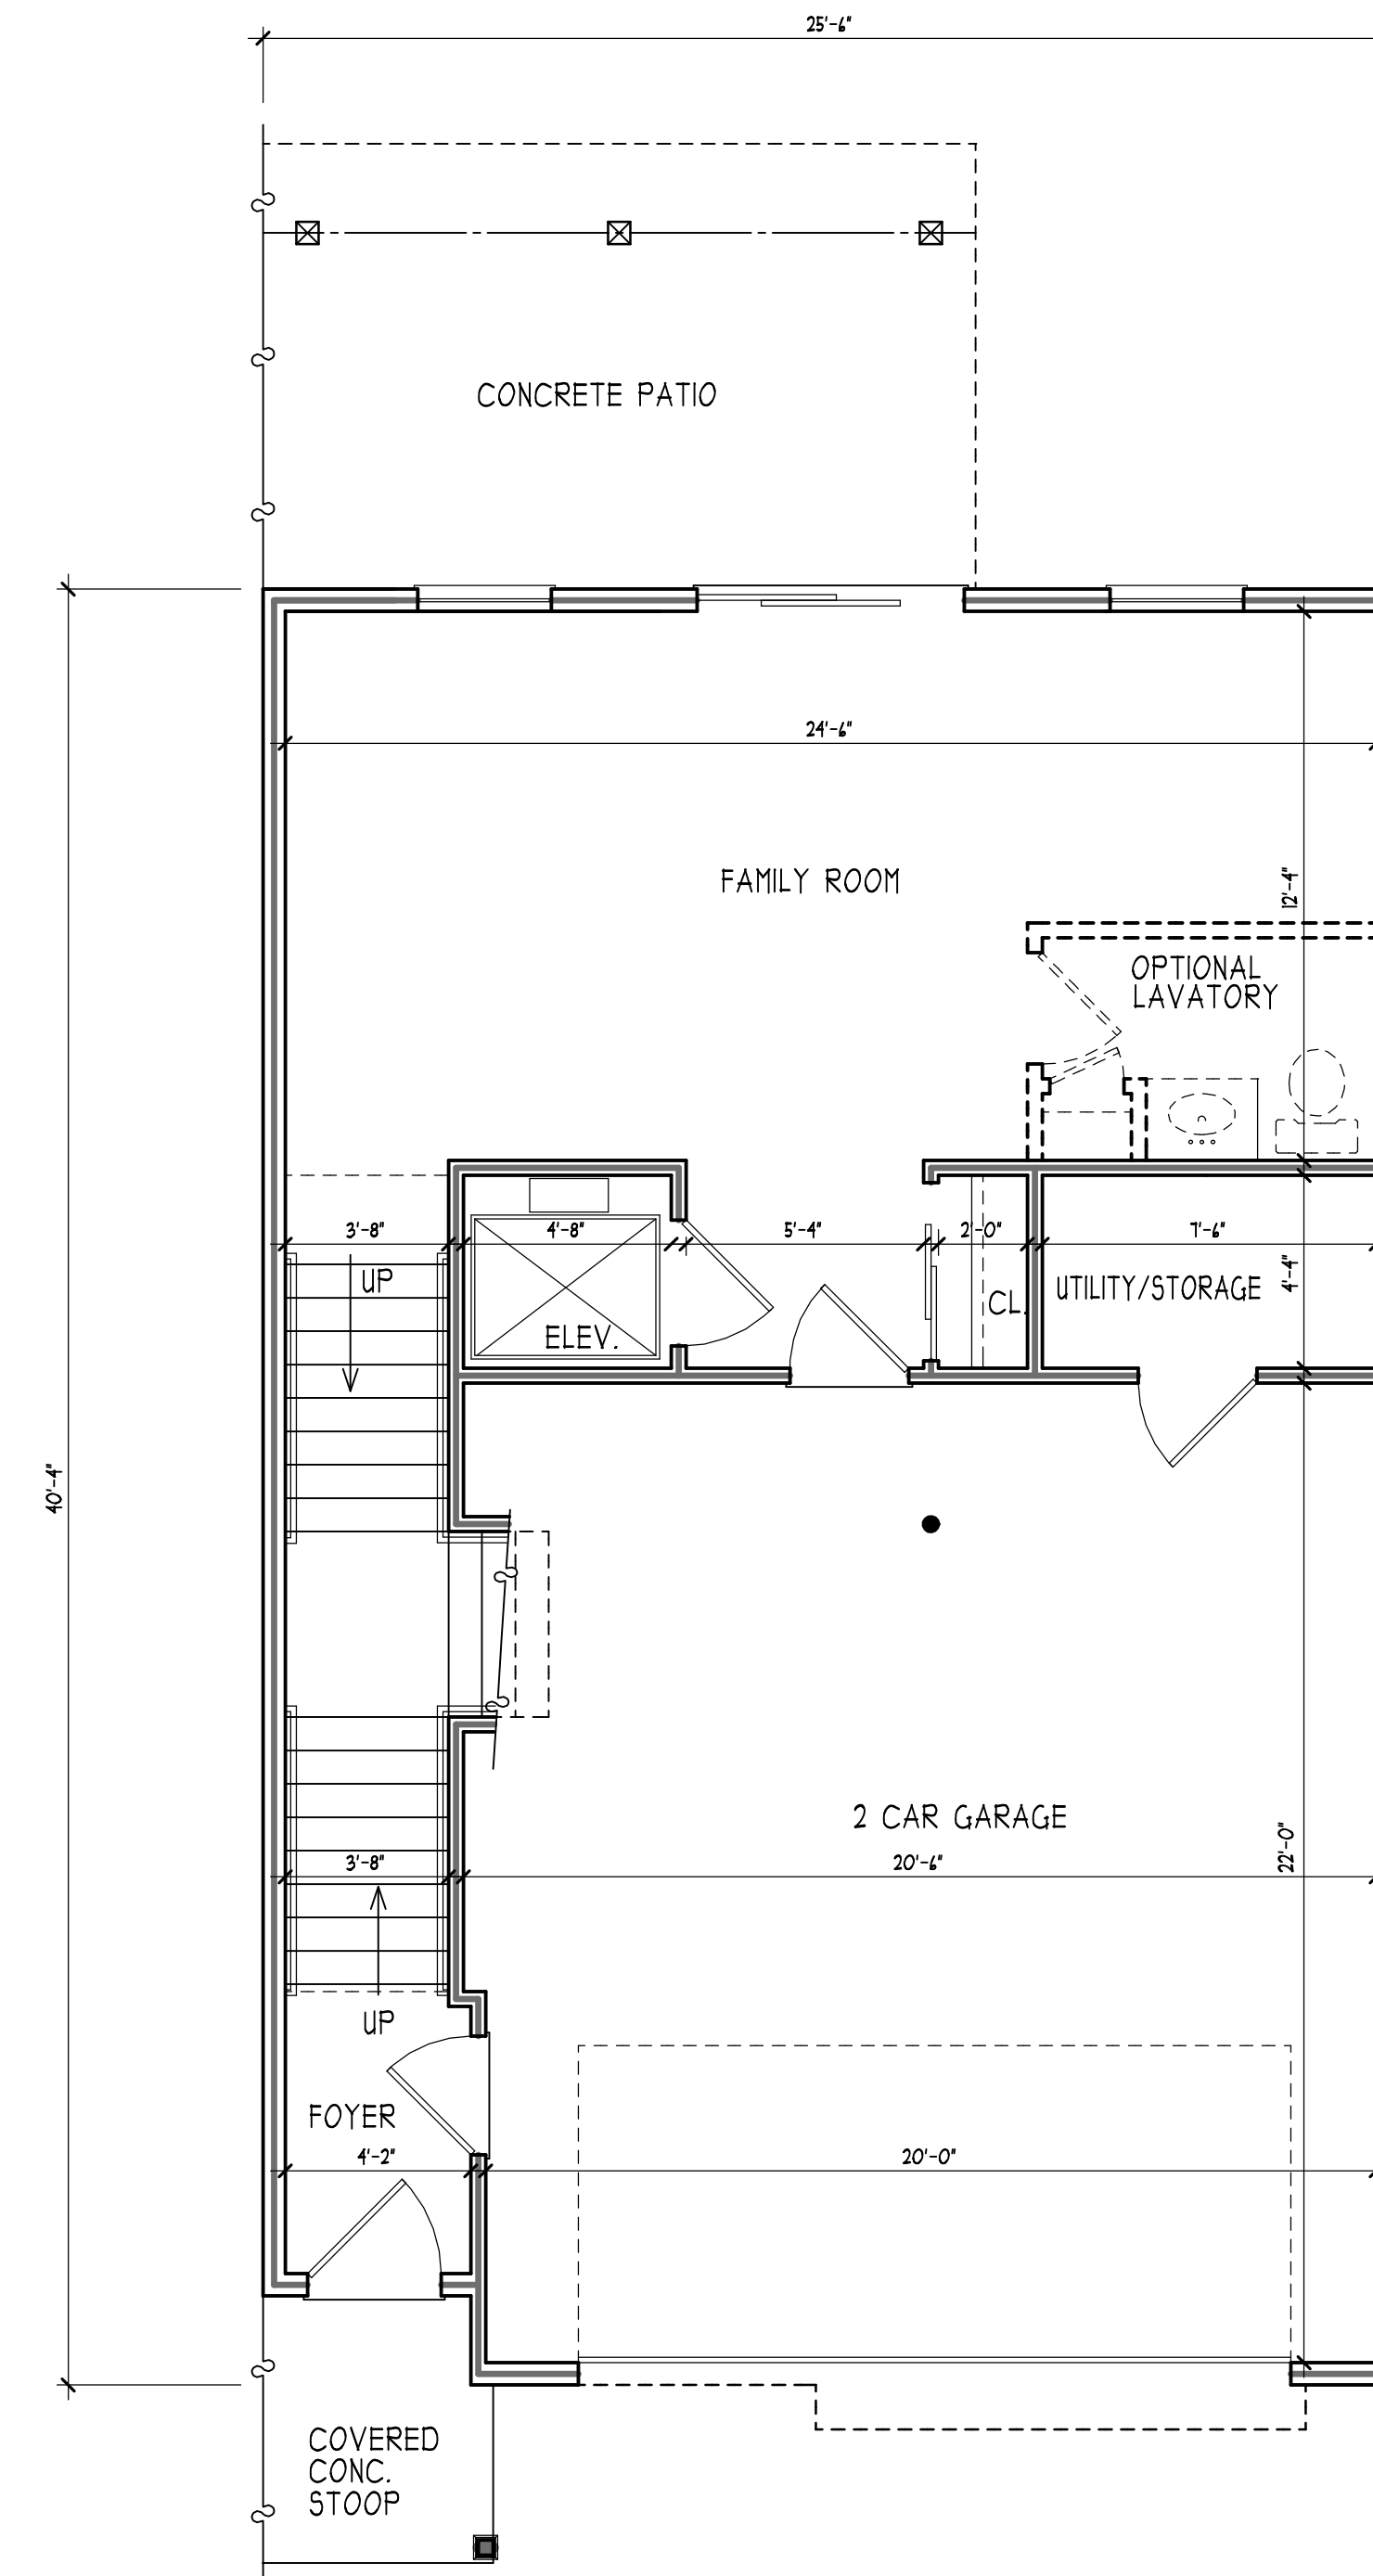 25'-6"
CONCRETE PATIO
24'-6"
FAMILY ROOM
12'-4"
OPTIONAL
LAVATORY
3'-8"
4'-8"
5'-4"
2'-0"
7'-6"
UP
ELEV.
CL.
UTILITY/STORAGE
4'-4"
40'-4"
2 CAR GARAGE
3'-8"
20'-6"
22'-0"
UP
FOYER
4'-2"
20'-0"
COVERED
CONC.
STOOP